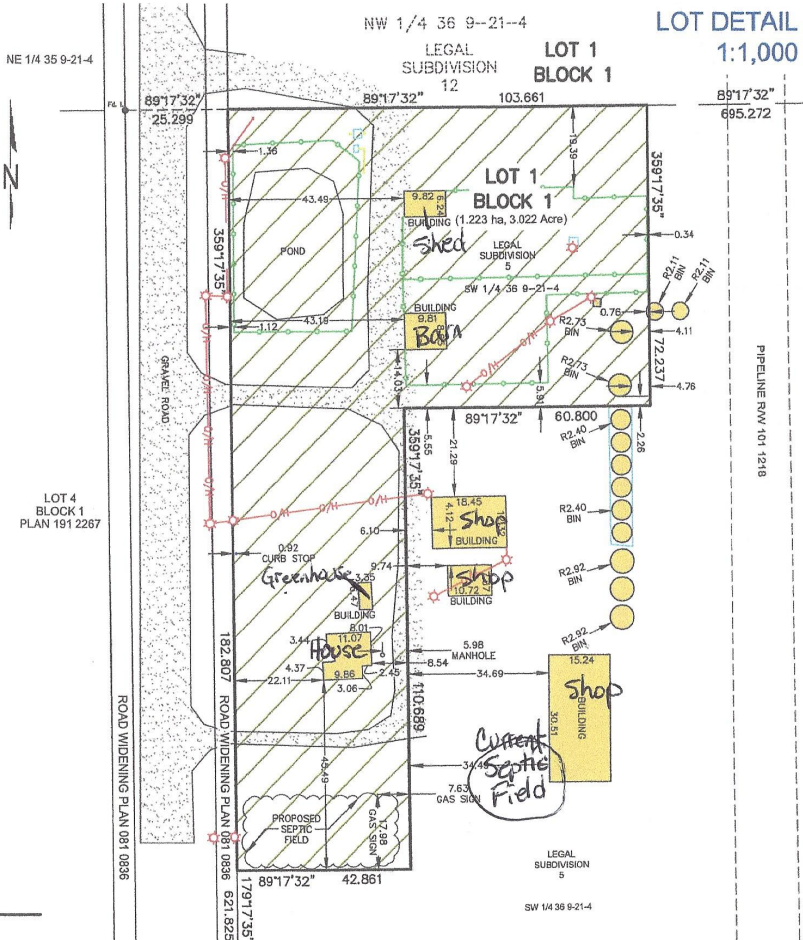 NW 1/4 36 9--21--4
LOT DETAIL
1:1,000
NE 1/4 35 9-21-4
LEGAL
SUBDIVISION
12
LOT 1
BLOCK 1
N
89°17'32"
25.299
89°17'32"
103.661
89°17'32"
695.272
1.36
19.39
359°17'35"
43.49
9.82
6.24
BUILDING
Shed
LOT 1
BLOCK 1
(1.223 ha, 3.022 Acre)
LEGAL
SUBDIVISION
5
SW 1/4 36 9-21-4
0.34
POND
359°17'35"
R2.11
BIN
R2.11
BIN
43.19
1.12
BUILDING
9.81
Barn
0.76
R2.73
BIN
4.11
72.237
O/H
GRAVEL ROAD
PIPELINE R/W 101 1218
14.03
R2.73
BIN
4.76
5.91
89°17'32"
60.800
2.26
5.55
21.29
359°17'35"
R2.40
BIN
LOT 4
BLOCK 1
PLAN 191 2267
O/H
O/H
O/H
O/H
18.45
4.12
Shop
BUILDING
R2.40
BIN
6.10
0.92
CURB STOP
9.74
Greenhouse
3.35
6.47
BUILDING
Shop
10.72
BUILDING
R2.92
BIN
8.01
3.44
11.07
House
4.37
9.86
2.45
3.06
22.11
5.98
MANHOLE
8.54
34.69
R2.92
BIN
15.24
Shop
BUILDING
30.51
182.807
110.689
ROAD WIDENING PLAN 081 0836
ROAD WIDENING PLAN 081 0836
45.49
34.49
Current
Septic
Field
7.63
GAS SIGN
PROPOSED
SEPTIC
FIELD
17.98
GAS SIGN
LEGAL
SUBDIVISION
5
89°17'32"
42.861
179°17'35"
621.825
SW 1/4 36 9-21-4